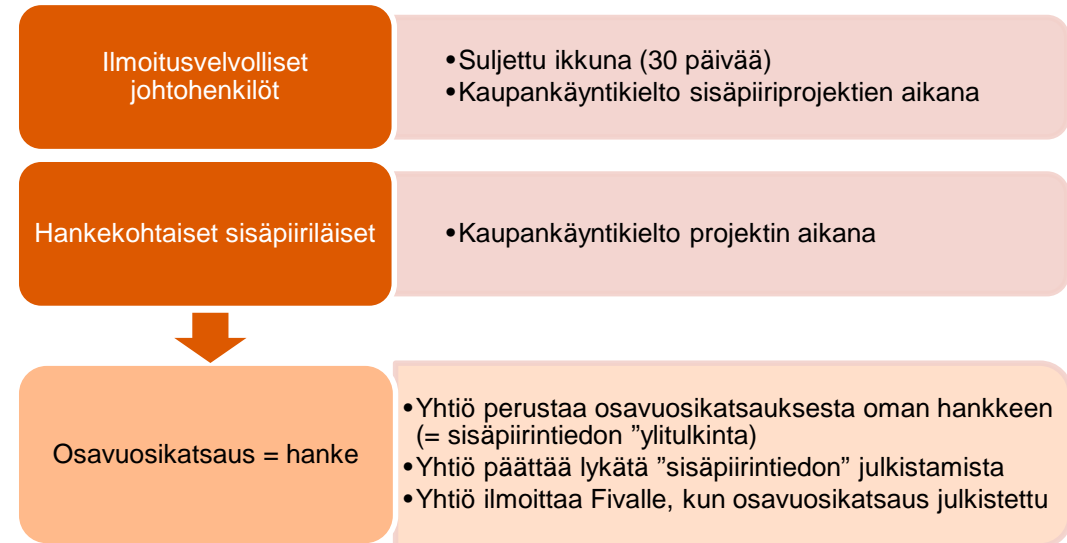 Ilmoitusvelvolliset
johtohenkilöt
•Suljettu ikkuna (30 päivää)
•Kaupankäyntikielto sisäpiiriprojektien aikana
Hankekohtaiset sisäpiiriläiset
•Kaupankäyntikielto projektin aikana
Osavuosikatsaus = hanke
•Yhtiö perustaa osavuosikatsauksesta oman hankkeen
(= sisäpiirintiedon ”ylitulkinta)
•Yhtiö päättää lykätä ”sisäpiirintiedon” julkistamista
•Yhtiö ilmoittaa Fivalle, kun osavuosikatsaus julkistettu